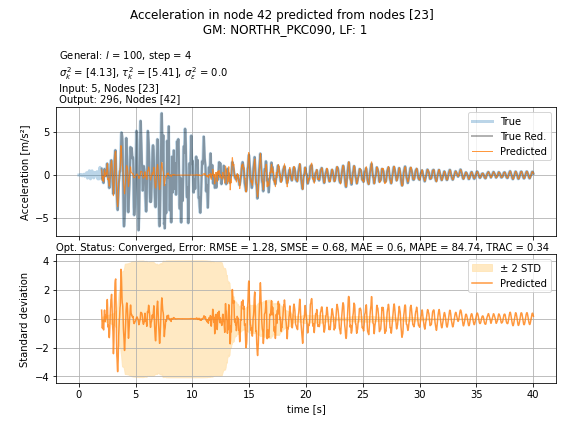 Acceleration in node 42 predicted from nodes [23]
GM: NORTHR_PKC090, LF: 1
General: l = 100, step = 4
σ²ₖ = [4.13], τ²ₖ = [5.41], σ²ε = 0.0
Input: 5, Nodes [23]
Output: 296, Nodes [42]
Acceleration [m/s²]
5
0
−5
True
True Red.
Predicted
Opt. Status: Converged, Error: RMSE = 1.28, SMSE = 0.68, MAE = 0.6, MAPE = 84.74, TRAC = 0.34
Standard deviation
4
2
0
−2
−4
± 2 STD
Predicted
0 5 10 15 20 25 30 35 40
time [s]